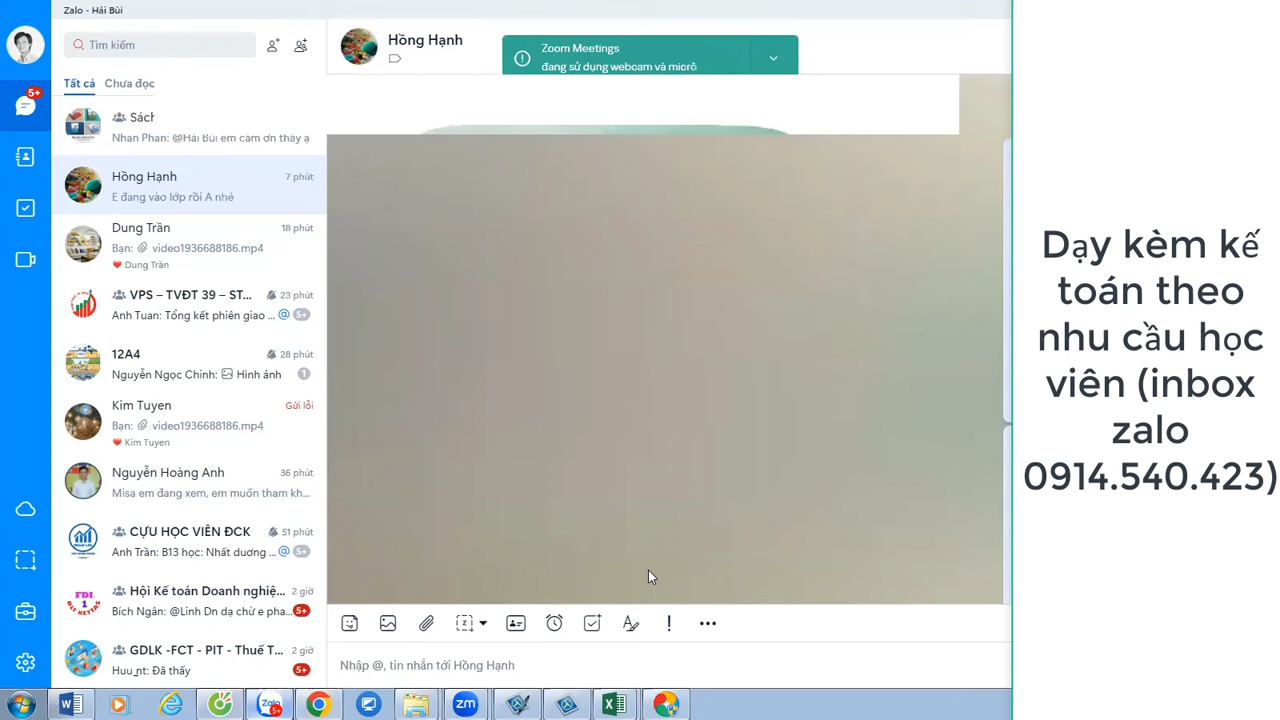 Zalo - Hải Bùi
Tìm kiếm
Tất cả Chưa đọc
5+
Sách
Nhan Phan: @Hải Bùi em cảm ơn thầy ạ
Hồng Hạnh 7 phút
E đang vào lớp rồi A nhé
Dung Trần 18 phút
Bạn: video1936688186.mp4
Dung Trần
VPS – TVĐT 39 – ST... 23 phút
Anh Tuan: Tổng kết phiên giao ... @ 5+
12A4 28 phút
Nguyễn Ngọc Chinh: Hình ảnh 1
Kim Tuyen Gửi lỗi
Bạn: video1936688186.mp4
Kim Tuyen
Nguyễn Hoàng Anh 36 phút
Misa em đang xem, em muốn tham kh...
CỰU HỌC VIÊN ĐCK 51 phút
Anh Trần: B13 học: Nhất dương ... @ 5+
Hội Kế toán Doanh nghiệ... 2 giờ
Bích Ngân: @Linh Dn dạ chứ e pha... 5+
GDLK -FCT - PIT - Thuế T... 2 giờ
Huu_nt: Đã thấy 5+
Hồng Hạnh
Zoom Meetings
đang sử dụng webcam và micrô
Nhập @, tin nhắn tới Hồng Hạnh
Dạy kèm kế
toán theo
nhu cầu học
viên (inbox
zalo
0914.540.423)